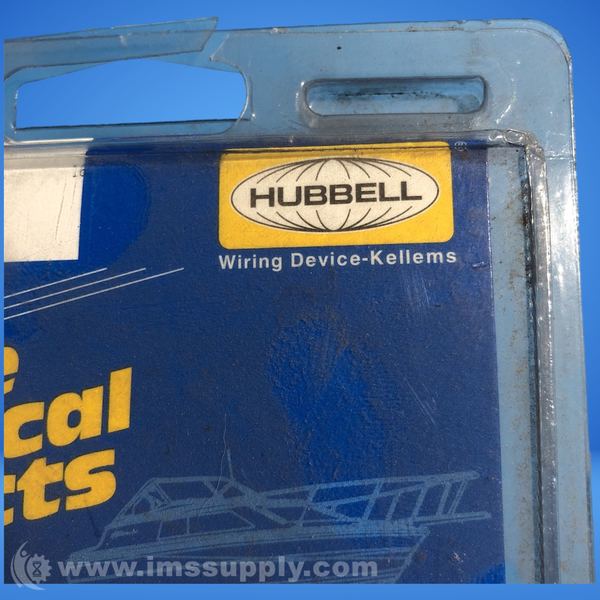 HUBBELL
®
Wiring Device-Kellems
e
cal
cts
www.imssupply.com